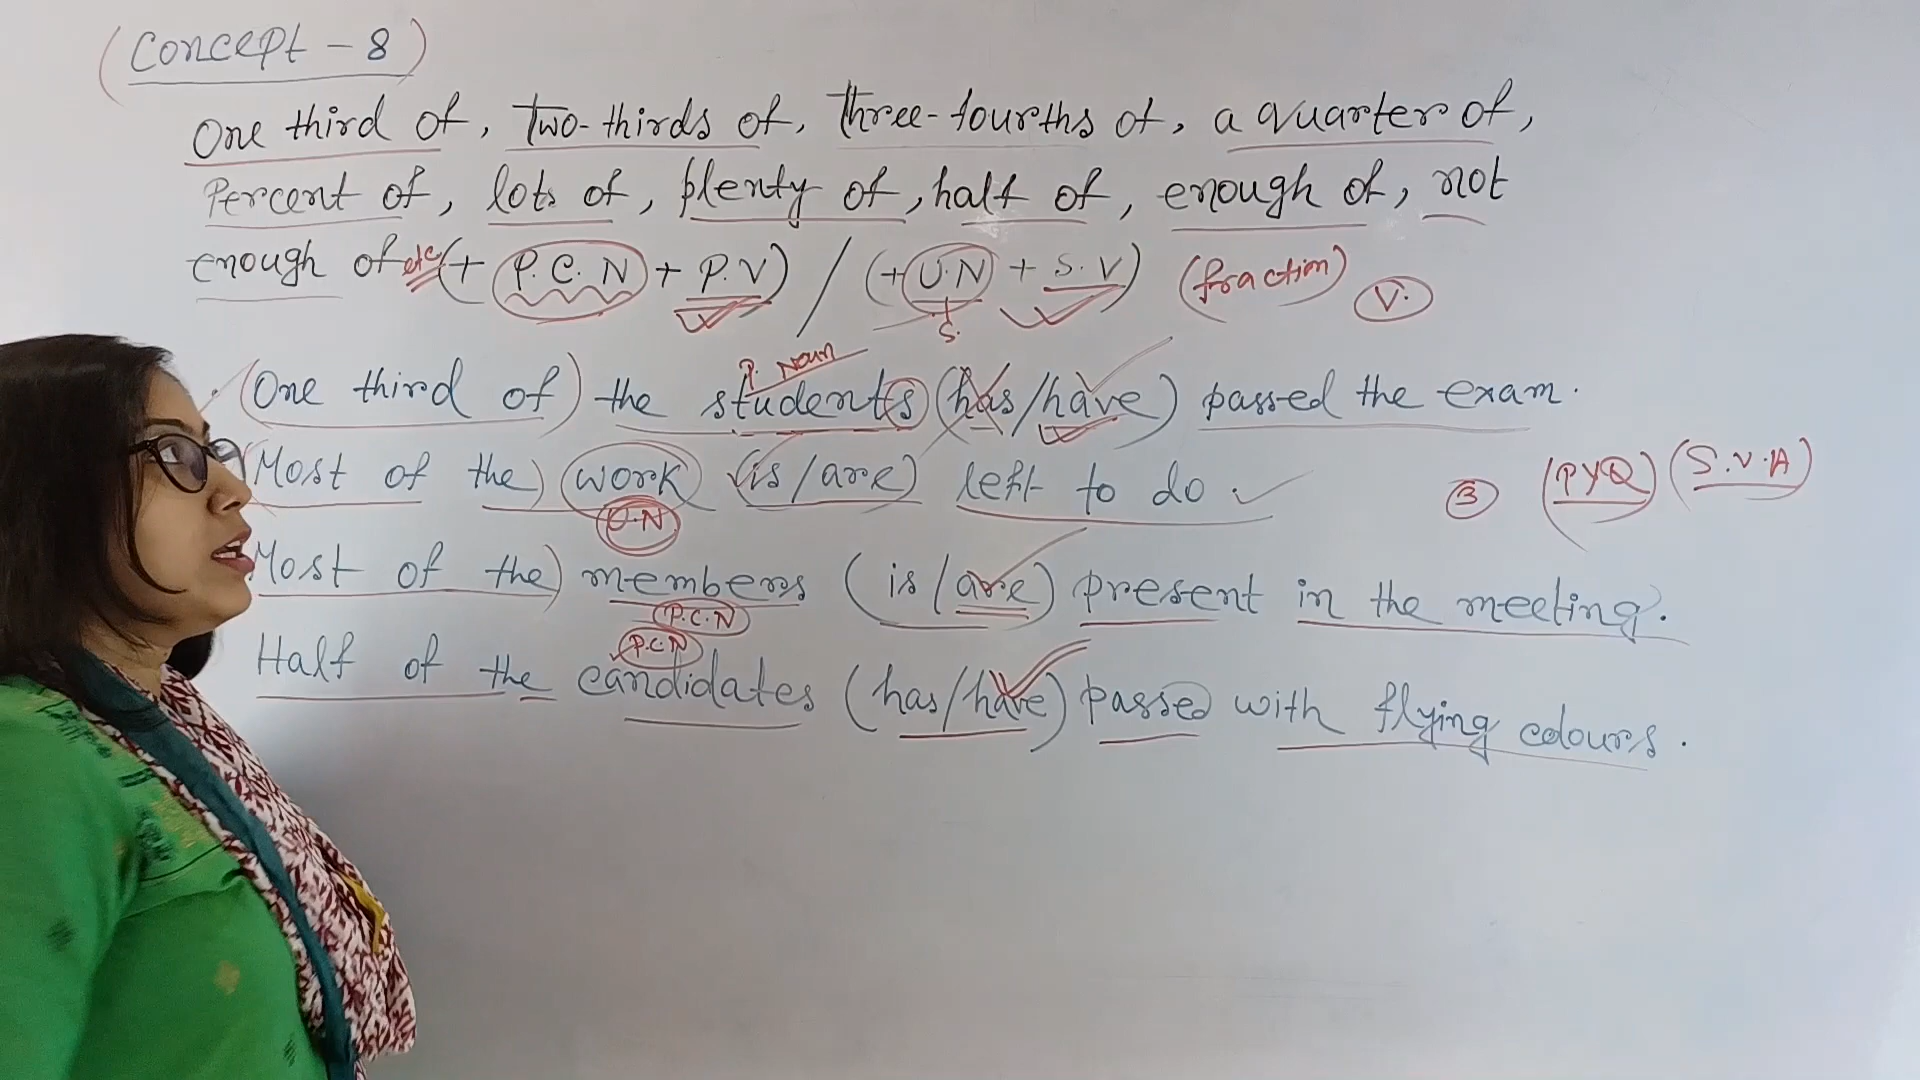 (Concept - 8)
One third of, Two-thirds of, Three-fourths of, a quarter of,
Percent of, lots of, plenty of, half of, enough of, not
enough of etc (+ P.C.N + P.V) / (+ U.N + S.V) (fraction) V.
S.
P. Noun
(One third of) the students (has/have) passed the exam.
(Most of the) work (is/are) left to do. 3 (PYQ) (S.V.A)
U.N
Most of the) members (is/are) present in the meeting.
P.C.N
P.C.N
Half of the candidates (has/have) passed with flying colours.